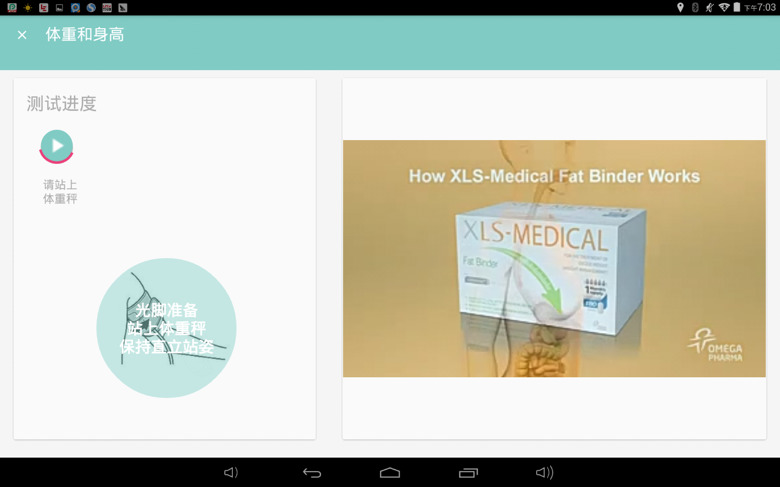 下午7:03
体重和身高
测试进度
请站上
体重秤
光脚准备
站上体重秤
保持直立站姿
How XLS-Medical Fat Binder Works
XLS-MEDICAL
Fat Binder
OMEGA
PHARMA